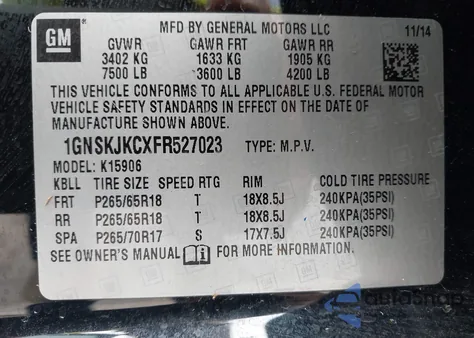 GM
MFD BY GENERAL MOTORS LLC 11/14
GVWR GAWR FRT GAWR RR
3402 KG 1633 KG 1905 KG
7500 LB 3600 LB 4200 LB
THIS VEHICLE CONFORMS TO ALL APPLICABLE U.S. FEDERAL MOTOR
VEHICLE SAFETY STANDARDS IN EFFECT ON THE DATE OF
MANUFACTURE SHOWN ABOVE.
1GNSKJKCXFR527023 TYPE: M.P.V.
MODEL: K15906
KBLL TIRE SIZE SPEED RTG RIM COLD TIRE PRESSURE
FRT P265/65R18 T 18X8.5J 240KPA(35PSI)
RR P265/65R18 T 18X8.5J 240KPA(35PSI)
SPA P265/70R17 S 17X7.5J 240KPA(35PSI)
SEE OWNER'S MANUAL FOR MORE INFORMATION.
autoSnap